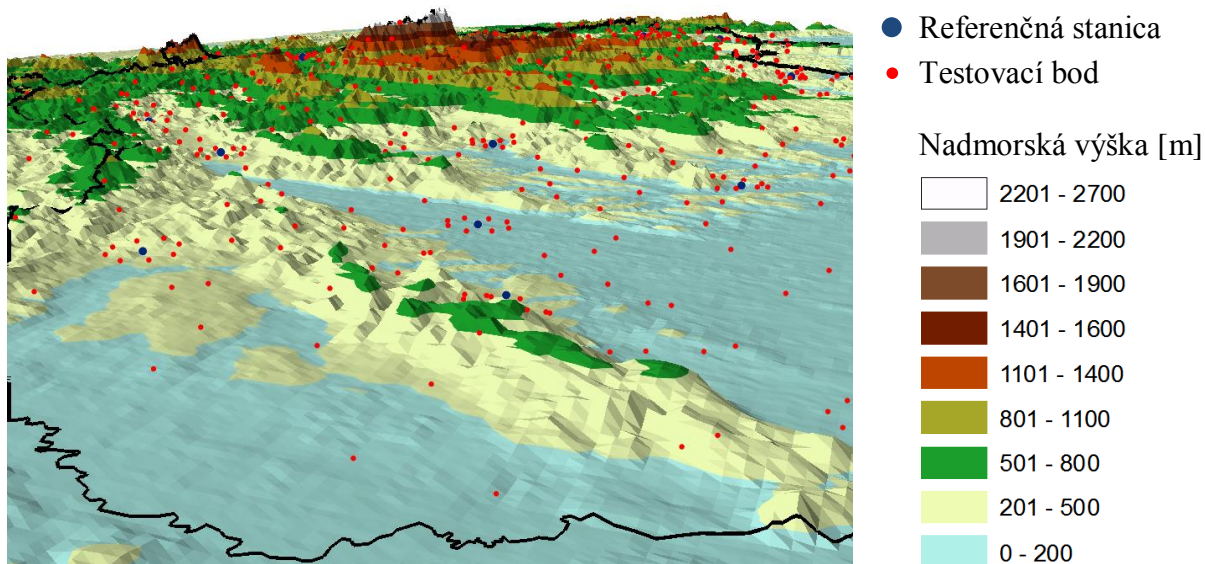 Referenčná stanica
Testovací bod
Nadmorská výška [m]
2201 - 2700
1901 - 2200
1601 - 1900
1401 - 1600
1101 - 1400
801 - 1100
501 - 800
201 - 500
0 - 200